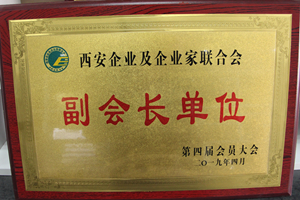 西安企业及企业家联合会
副会长单位
第四届会员大会
二〇一九年四月